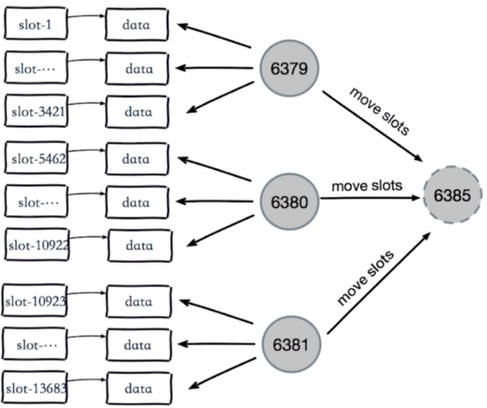 slot-1 data
slot-··· data
slot-3421 data
6379
move slots
slot-5462 data
slot-··· data
slot-10922 data
6380
move slots
6385
slot-10923 data
slot-··· data
slot-13683 data
6381
move slots